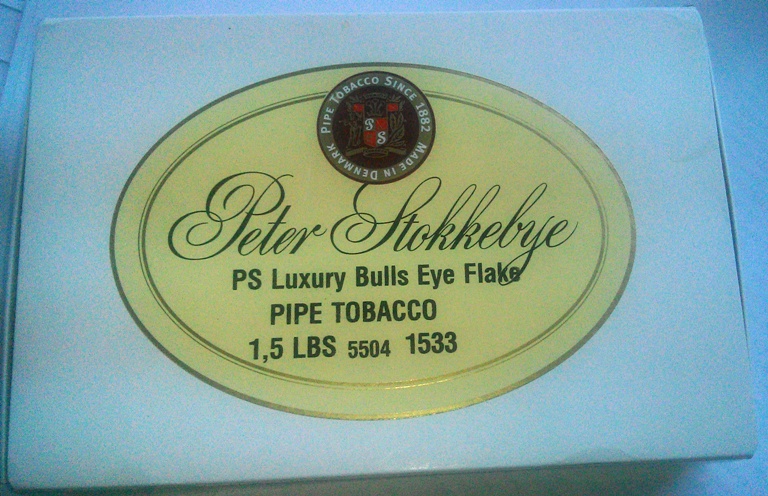 PIPE TOBACCO SINCE 1882
MADE IN DENMARK
PS
Peter Stokkebye
PS Luxury Bulls Eye Flake
PIPE TOBACCO
1,5 LBS 5504 1533